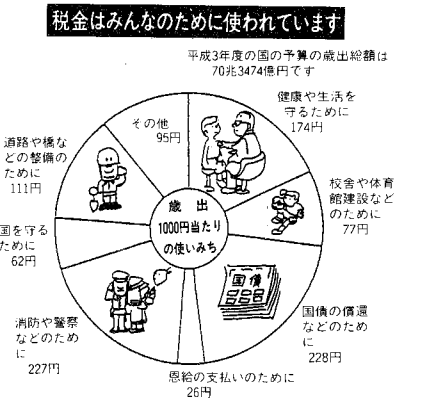 税金はみんなのために使われています
平成3年度の国の予算の歳出総額は
70兆3474億円です
健康や生活を
守るために
174円
校舎や体育
館建設など
のために
77円
国債の償還
などのため
に
228円
恩給の支払いのために
26円
消防や警察
などのため
に
227円
国を守る
ために
62円
道路や橋な
どの整備の
ために
111円
その他
95円
歳出
1000円当たり
の使いみち
国債